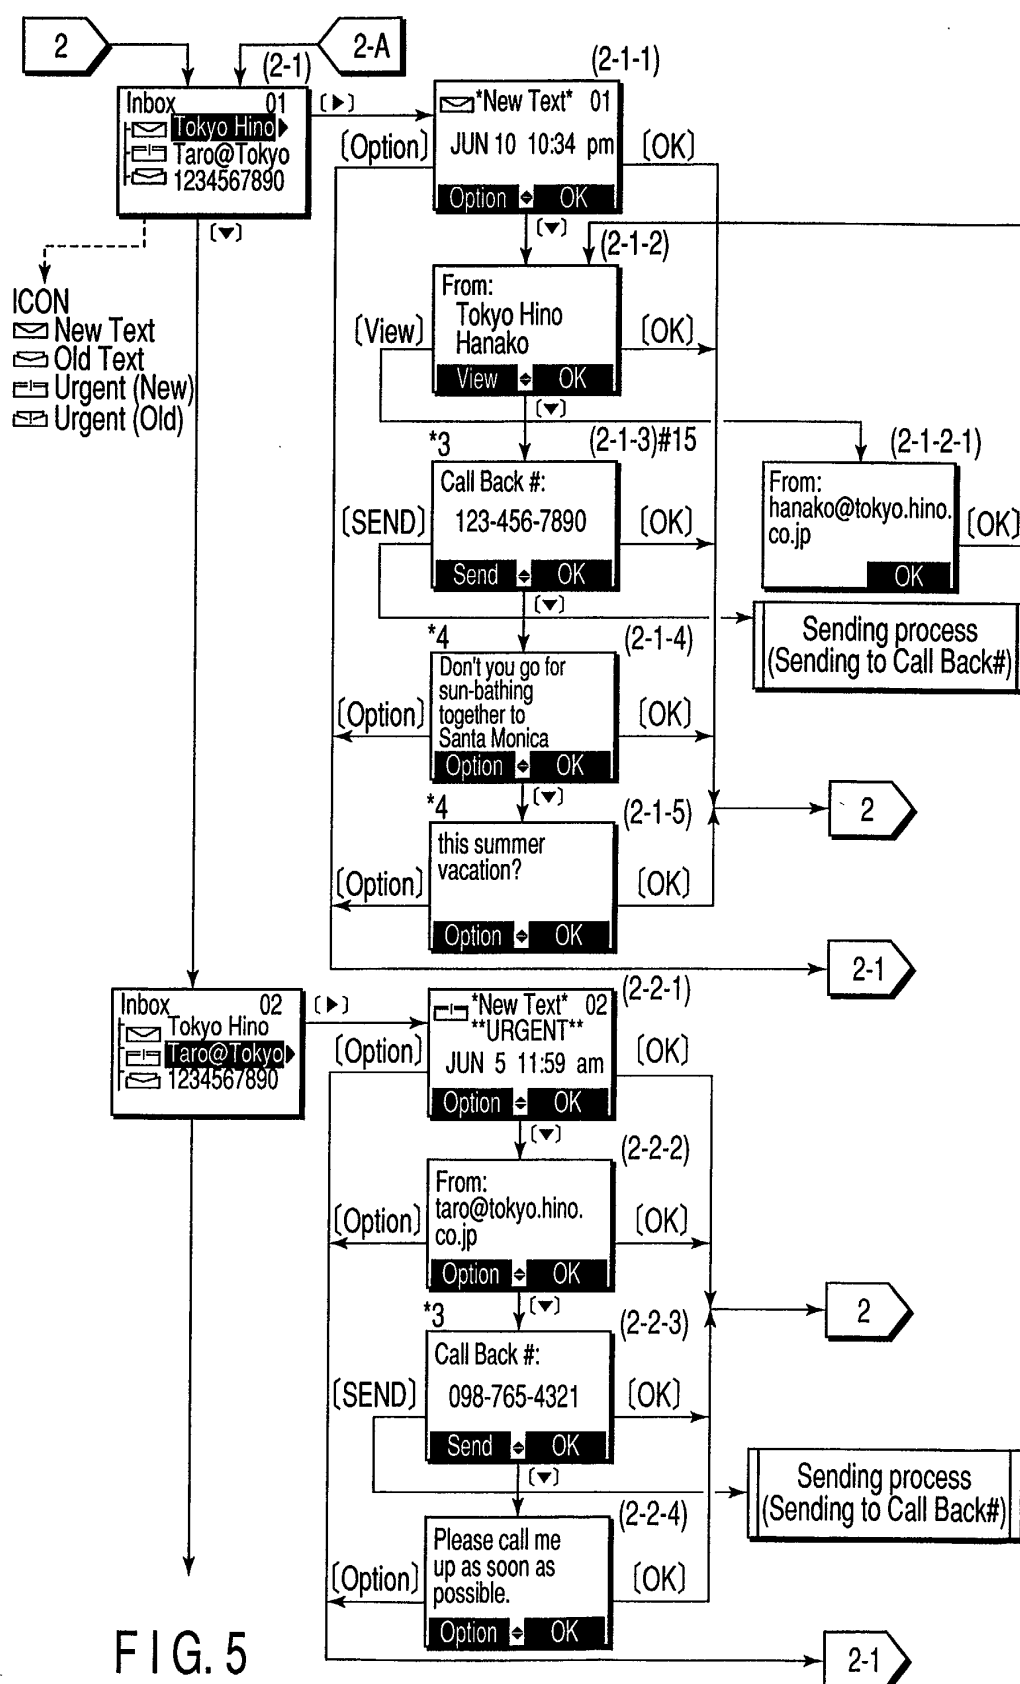 2
2-A
(2-1)
Inbox 01
Tokyo Hino
Taro@Tokyo
1234567890
[▶]
[▼]
ICON
New Text
Old Text
Urgent (New)
Urgent (Old)
(2-1-1)
*New Text* 01
JUN 10 10:34 pm
Option OK
[Option]
[OK]
[▼]
(2-1-2)
From:
Tokyo Hino
Hanako
View OK
[View]
[OK]
[▼]
*3
(2-1-3)#15
Call Back #:
123-456-7890
Send OK
[SEND]
[OK]
[▼]
(2-1-2-1)
From:
hanako@tokyo.hino.
co.jp
OK
[OK]
Sending process
(Sending to Call Back#)
*4
(2-1-4)
Don't you go for
sun-bathing
together to
Santa Monica
Option OK
[Option]
[OK]
[▼]
*4
(2-1-5)
this summer
vacation?
Option OK
[Option]
[OK]
2
2-1
Inbox 02
Tokyo Hino
Taro@Tokyo
1234567890
[▶]
(2-2-1)
*New Text* 02
**URGENT**
JUN 5 11:59 am
Option OK
[Option]
[OK]
[▼]
(2-2-2)
From:
taro@tokyo.hino.
co.jp
Option OK
[Option]
[OK]
[▼]
*3
(2-2-3)
Call Back #:
098-765-4321
Send OK
[SEND]
[OK]
[▼]
2
Sending process
(Sending to Call Back#)
(2-2-4)
Please call me
up as soon as
possible.
Option OK
[Option]
[OK]
2-1
FIG. 5